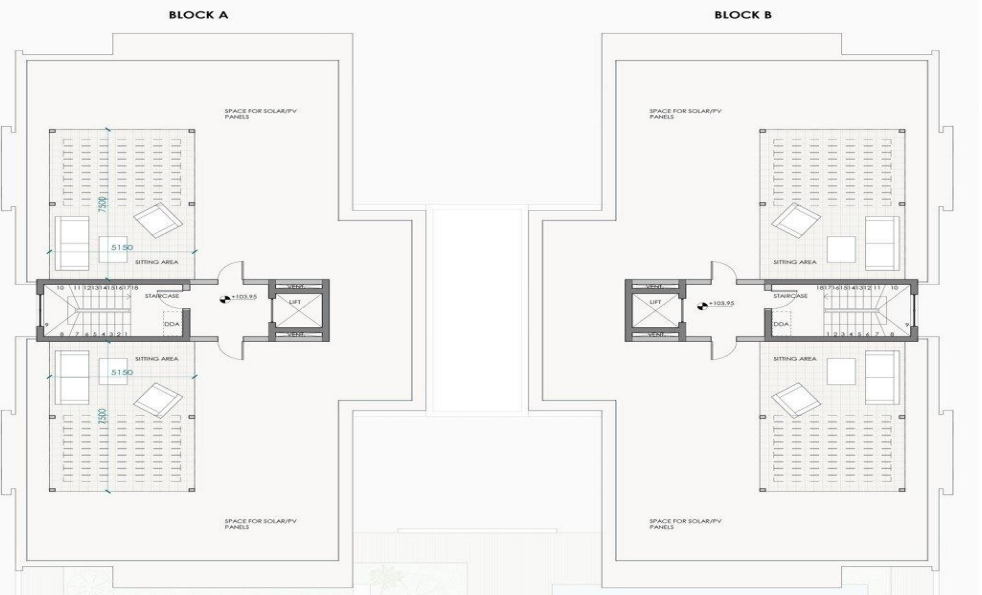 BLOCK A
BLOCK B
SPACE FOR SOLAR/PV
PANELS
SPACE FOR SOLAR/PV
PANELS
7500
5150
SITTING AREA
SITTING AREA
10 11 12 13 14 15 16 17 18
STAIRCASE
VENT.
LIFT
+103.95
VENT.
DDA
9
8 7 6 5 4 3 2 1
VENT.
LIFT
+103.95
VENT.
18 17 16 15 14 13 12 11 10
STAIRCASE
DDA
9
1 2 3 4 5 6 7 8
SITTING AREA
5150
7500
SITTING AREA
SPACE FOR SOLAR/PV
PANELS
SPACE FOR SOLAR/PV
PANELS